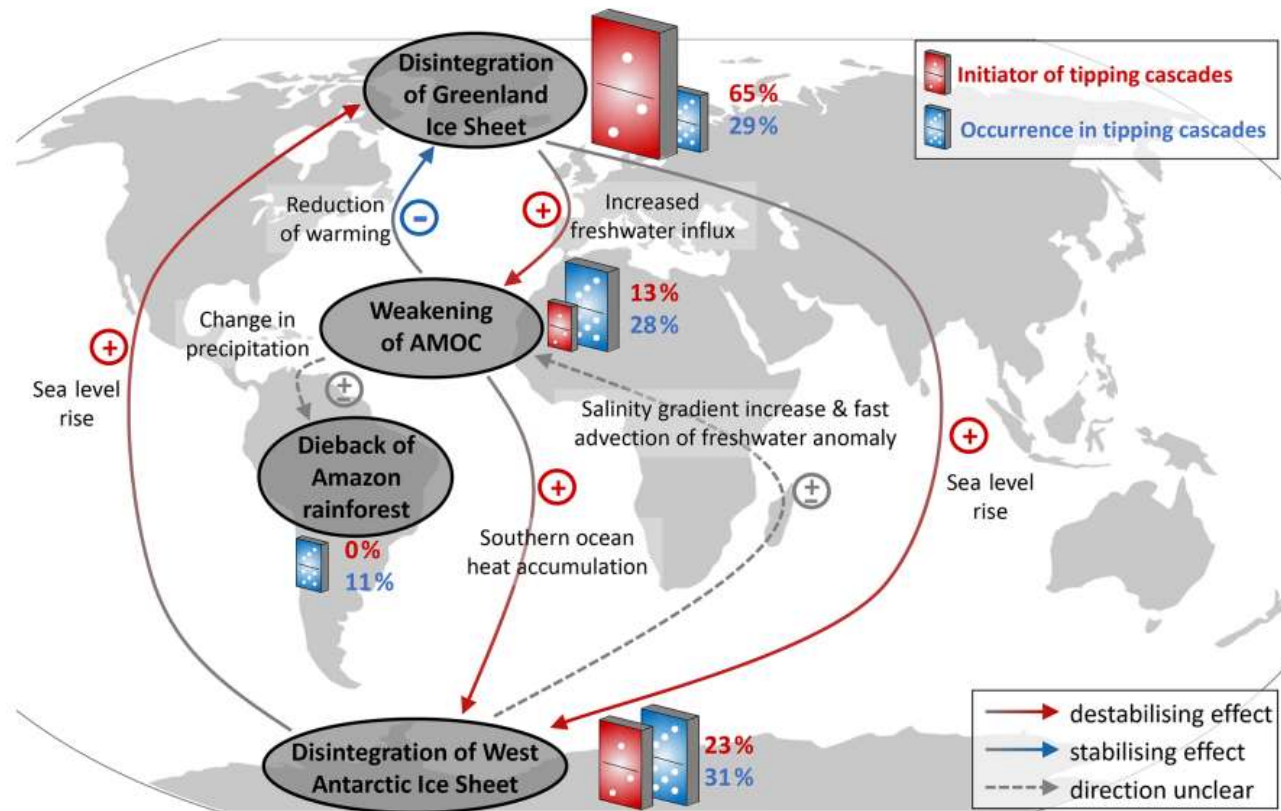 Disintegration
of Greenland
Ice Sheet
65%
29%
Initiator of tipping cascades
Occurrence in tipping cascades
Reduction
of warming
−
+
Increased
freshwater influx
Weakening
of AMOC
13%
28%
Change in
precipitation
±
+
Sea level
rise
Salinity gradient increase & fast
advection of freshwater anomaly
±
+
Sea level
rise
Dieback of
Amazon
rainforest
0%
11%
+
Southern ocean
heat accumulation
Disintegration of West
Antarctic Ice Sheet
23%
31%
destabilising effect
stabilising effect
direction unclear